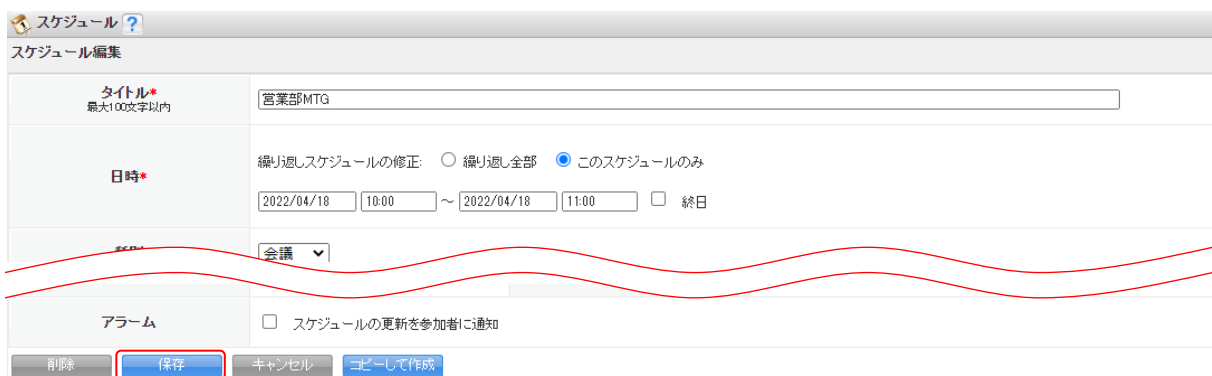 スケジュール ?
スケジュール編集
タイトル*
最大100文字以内
営業部MTG
日時*
繰り返しスケジュールの修正: 繰り返し全部 このスケジュールのみ
2022/04/18 10:00 ～ 2022/04/18 11:00 終日
会議
アラーム
スケジュールの更新を参加者に通知
削除 保存 キャンセル コピーして作成